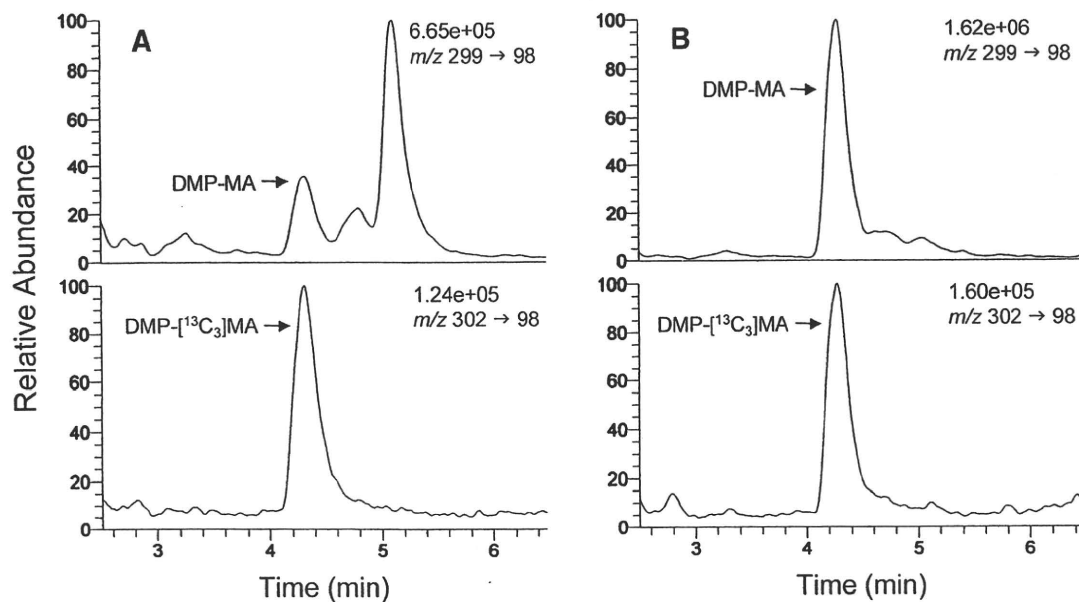 A
6.65e+05
m/z 299 → 98
DMP-MA →
100
80
60
40
20
0
1.24e+05
m/z 302 → 98
DMP-[¹³C₃]MA →
100
80
60
40
20
0
3 4 5 6
Time (min)
Relative Abundance
B
1.62e+06
m/z 299 → 98
DMP-MA →
100
80
60
40
20
0
1.60e+05
m/z 302 → 98
DMP-[¹³C₃]MA →
100
80
60
40
20
0
3 4 5 6
Time (min)